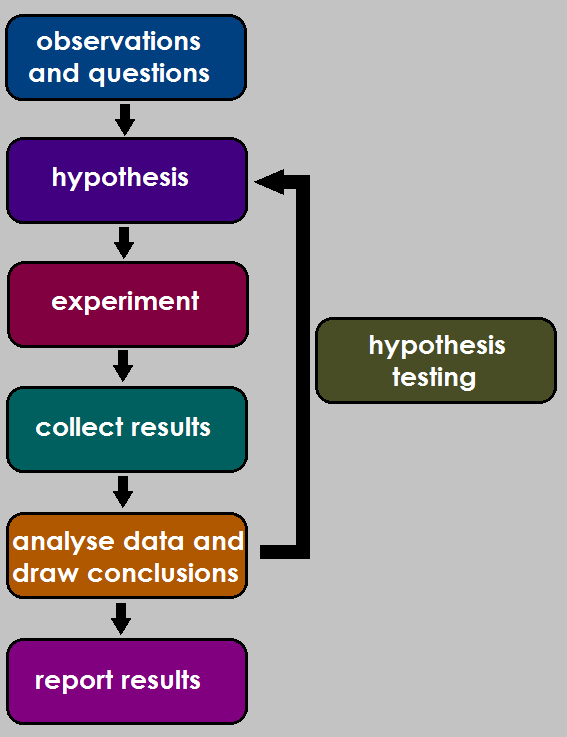 observations
and questions
hypothesis
experiment
hypothesis
testing
collect results
analyse data and
draw conclusions
report results